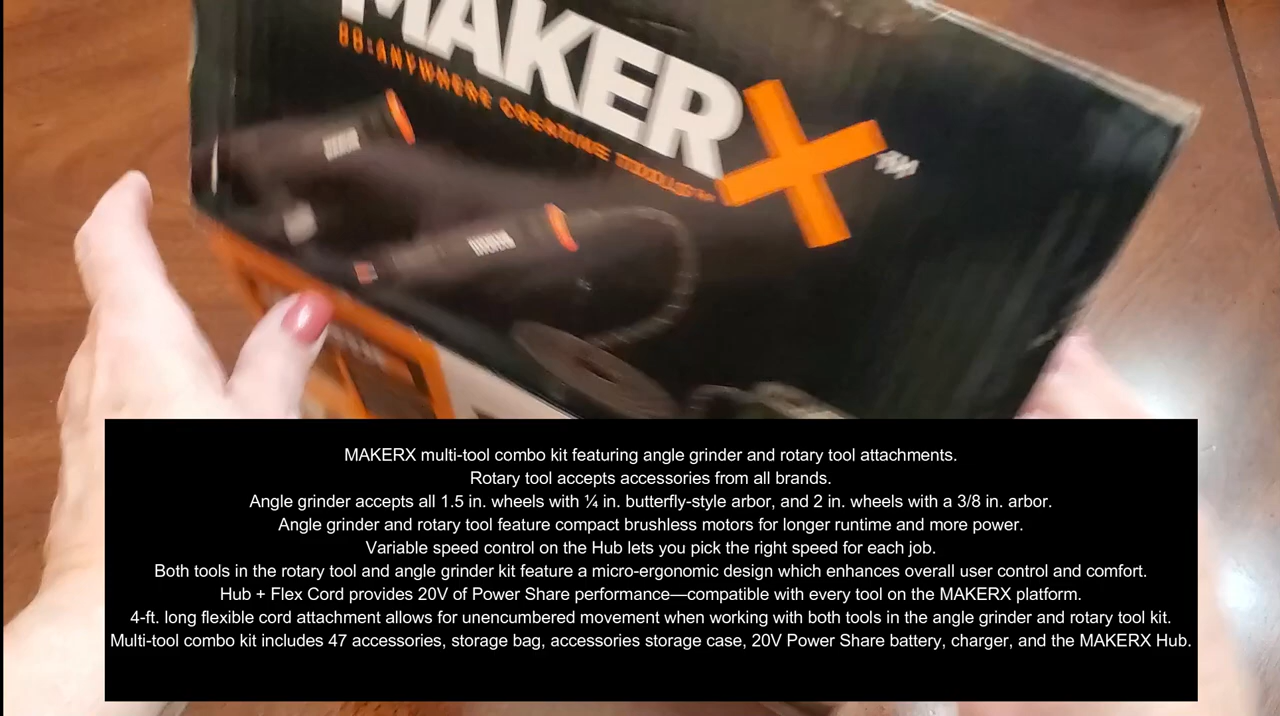 MAKERX™
MAKERX multi-tool combo kit featuring angle grinder and rotary tool attachments.
Rotary tool accepts accessories from all brands.
Angle grinder accepts all 1.5 in. wheels with ¼ in. butterfly-style arbor, and 2 in. wheels with a 3/8 in. arbor.
Angle grinder and rotary tool feature compact brushless motors for longer runtime and more power.
Variable speed control on the Hub lets you pick the right speed for each job.
Both tools in the rotary tool and angle grinder kit feature a micro-ergonomic design which enhances overall user control and comfort.
Hub + Flex Cord provides 20V of Power Share performance—compatible with every tool on the MAKERX platform.
4-ft. long flexible cord attachment allows for unencumbered movement when working with both tools in the angle grinder and rotary tool kit.
Multi-tool combo kit includes 47 accessories, storage bag, accessories storage case, 20V Power Share battery, charger, and the MAKERX Hub.